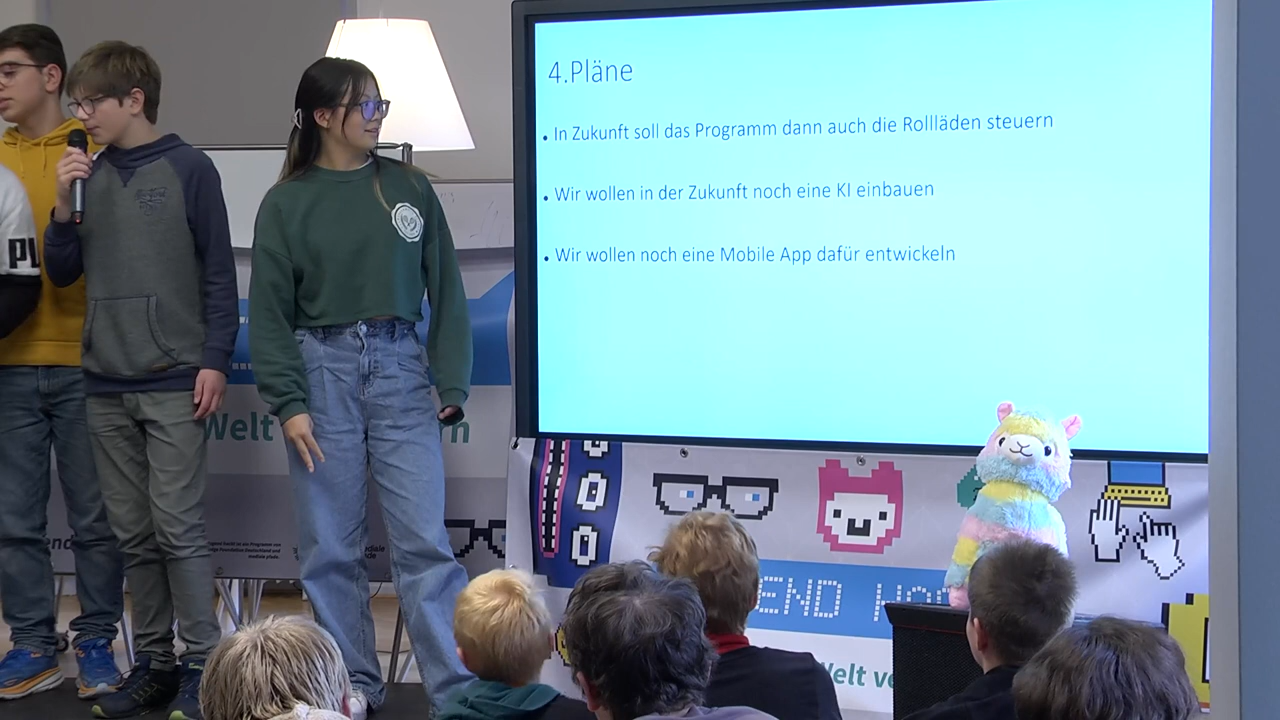 4.Pläne
• In Zukunft soll das Programm dann auch die Rollläden steuern
• Wir wollen in der Zukunft noch eine KI einbauen
• Wir wollen noch eine Mobile App dafür entwickeln
Welt
END
Welt